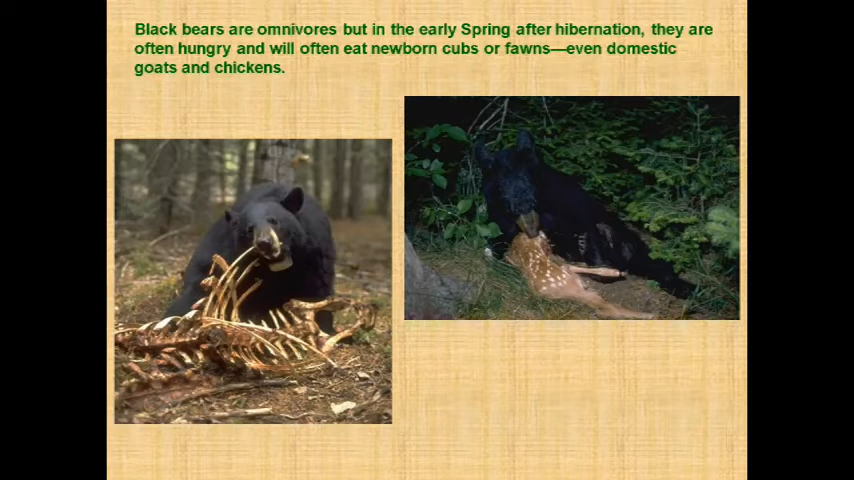 Black bears are omnivores but in the early Spring after hibernation, they are
often hungry and will often eat newborn cubs or fawns—even domestic
goats and chickens.